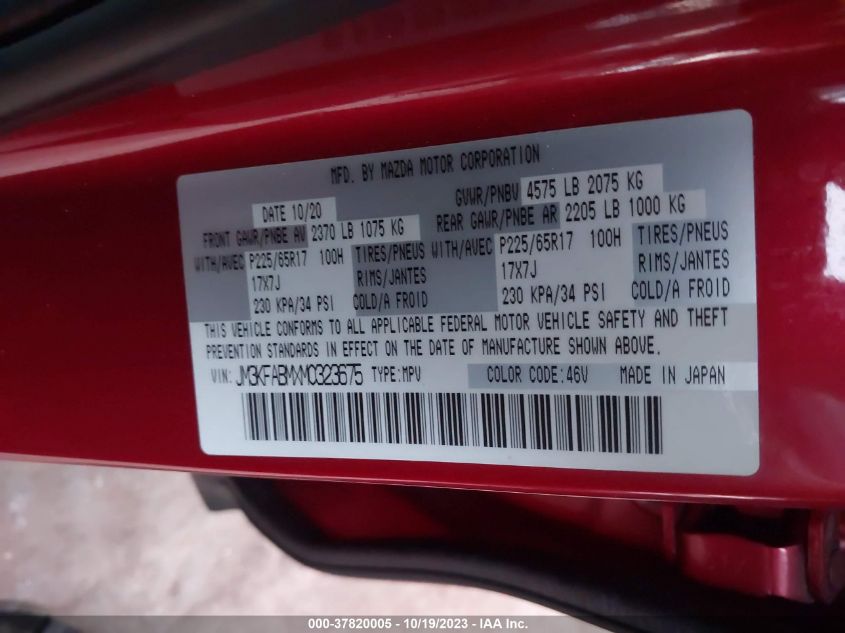 MFD. BY MAZDA MOTOR CORPORATION
DATE 10/20 GVWR/PNBV 4575 LB 2075 KG
FRONT GAWR/PNBE AV 2370 LB 1075 KG REAR GAWR/PNBE AR 2205 LB 1000 KG
WITH/AVEC P225/65R17 100H TIRES/PNEUS WITH/AVEC P225/65R17 100H TIRES/PNEUS
17X7J RIMS/JANTES 17X7J RIMS/JANTES
230 KPA/34 PSI COLD/A FROID 230 KPA/34 PSI COLD/A FROID
THIS VEHICLE CONFORMS TO ALL APPLICABLE FEDERAL MOTOR VEHICLE SAFETY AND THEFT
PREVENTION STANDARDS IN EFFECT ON THE DATE OF MANUFACTURE SHOWN ABOVE.
VIN: JM3KFABMXM0323675 TYPE:MPV COLOR CODE:46V MADE IN JAPAN
000-37820005 - 10/19/2023 - IAA Inc.